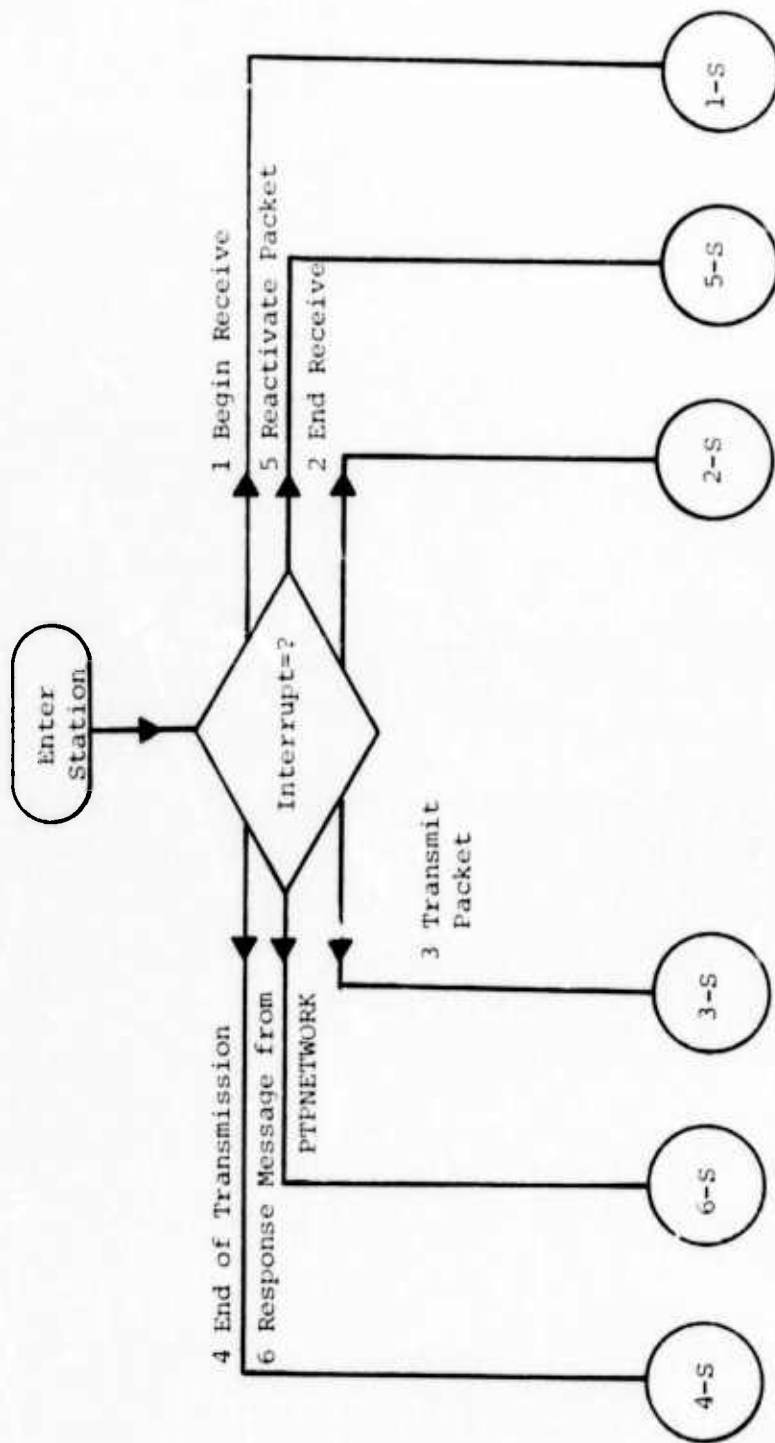 Enter
Station
Interrupt=?
4 End of Transmission
6 Response Message from
PTPNETWORK
3 Transmit
Packet
1 Begin Receive
5 Reactivate Packet
2 End Receive
4-S
6-S
3-S
2-S
5-S
1-S